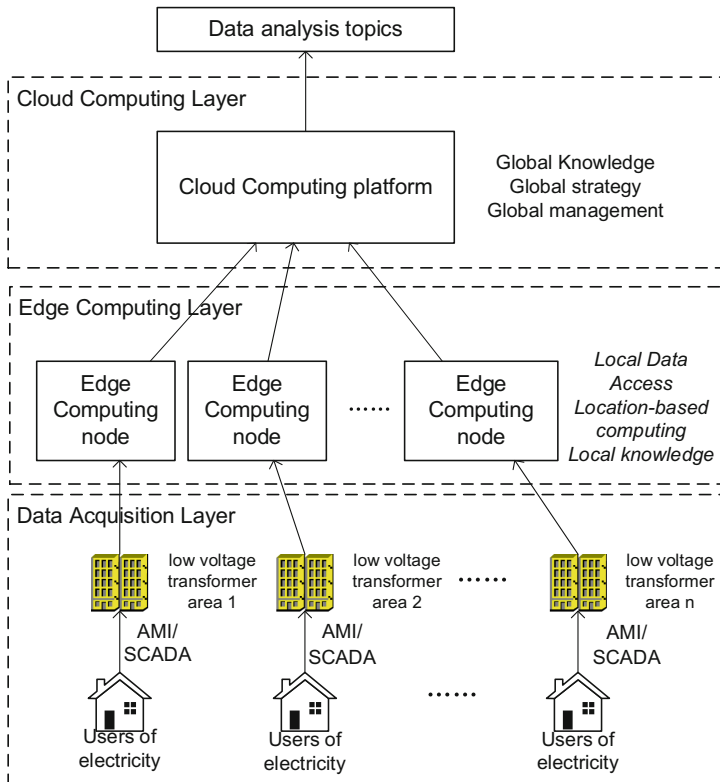 Data analysis topics
Cloud Computing Layer
Cloud Computing platform
Global Knowledge
Global strategy
Global management
Edge Computing Layer
Edge
Computing
node
Edge
Computing
node
......
Edge
Computing
node
Local Data
Access
Location-based
computing
Local knowledge
Data Acquisition Layer
low voltage
transformer
area 1
low voltage
transformer
area 2
......
low voltage
transformer
area n
AMI/
SCADA
AMI/
SCADA
AMI/
SCADA
Users of
electricity
Users of
electricity
......
Users of
electricity